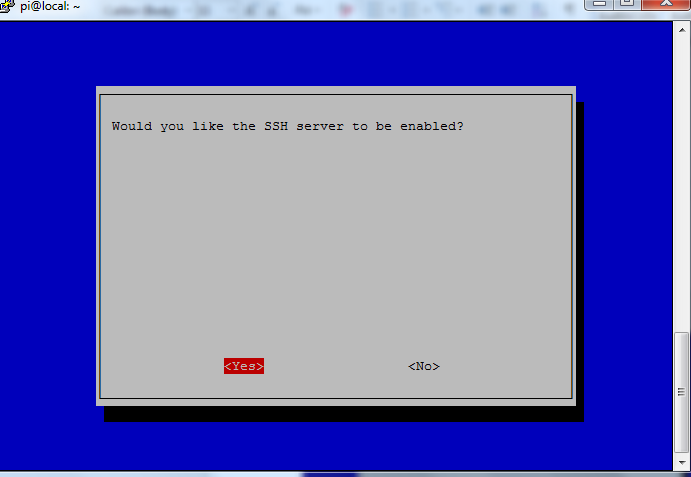 pi@local: ~
Would you like the SSH server to be enabled?
<Yes>
<No>